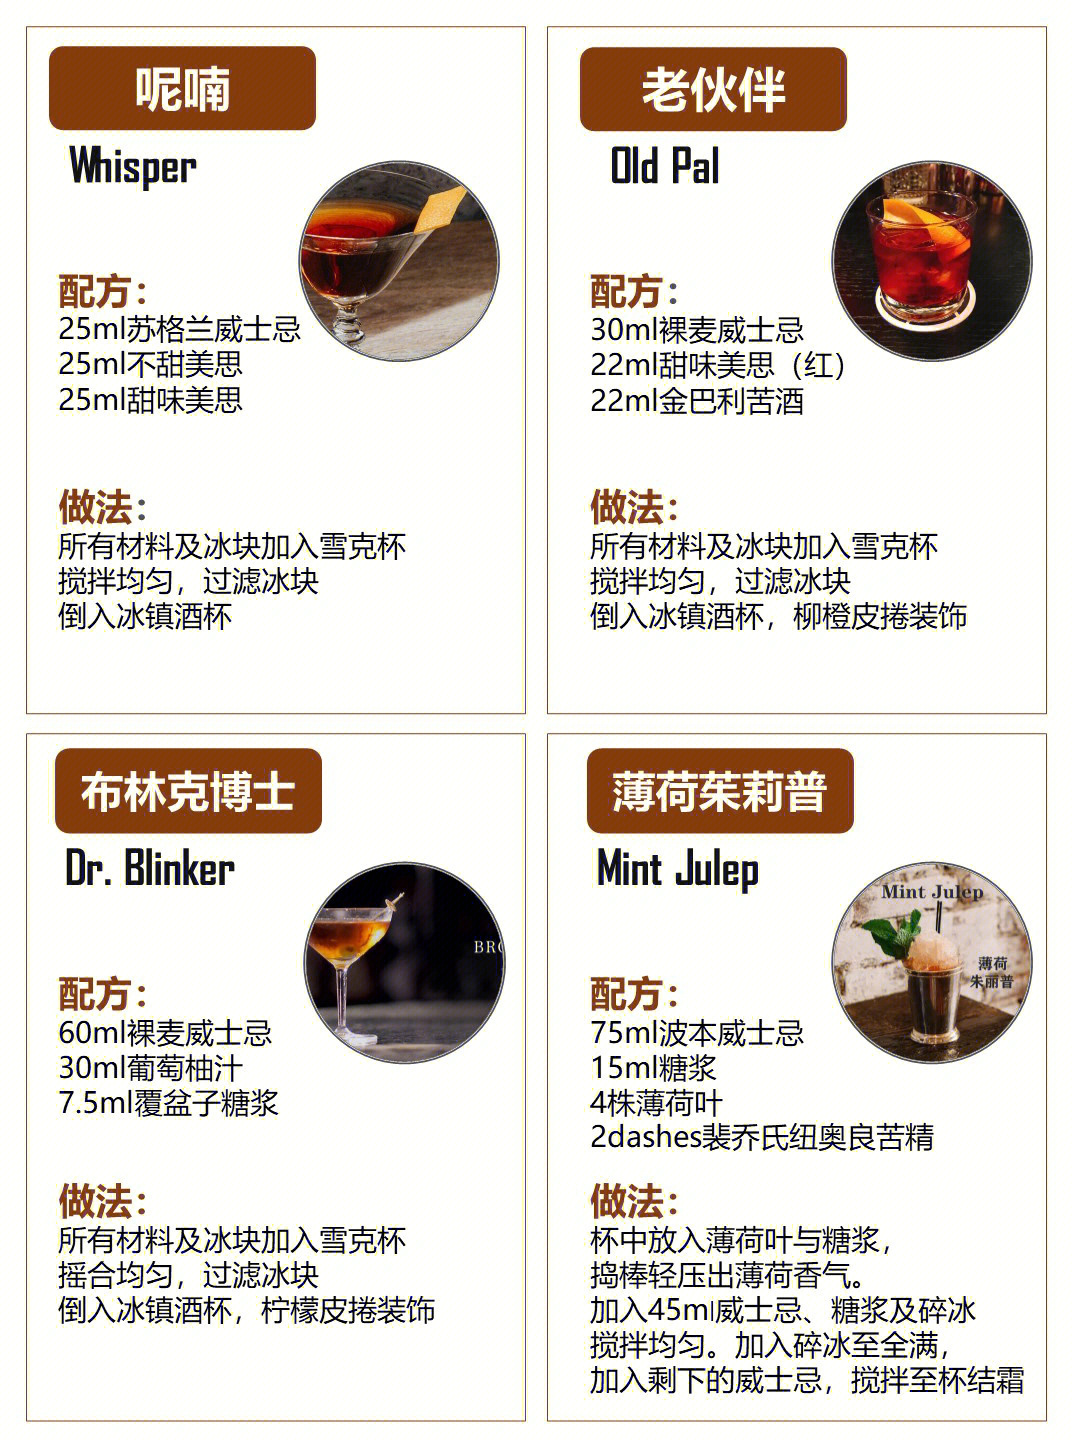 呢喃
Whisper
配方：
25ml苏格兰威士忌
25ml不甜美思
25ml甜味美思
做法：
所有材料及冰块加入雪克杯
搅拌均匀，过滤冰块
倒入冰镇酒杯
老伙伴
Old Pal
配方：
30ml裸麦威士忌
22ml甜味美思（红）
22ml金巴利苦酒
做法：
所有材料及冰块加入雪克杯
搅拌均匀，过滤冰块
倒入冰镇酒杯，柳橙皮捲装饰
布林克博士
Dr. Blinker
BRO
配方：
60ml裸麦威士忌
30ml葡萄柚汁
7.5ml覆盆子糖浆
做法：
所有材料及冰块加入雪克杯
摇合均匀，过滤冰块
倒入冰镇酒杯，柠檬皮捲装饰
薄荷茱莉普
Mint Julep
Mint Julep
薄荷
朱丽普
配方：
75ml波本威士忌
15ml糖浆
4株薄荷叶
2dashes裴乔氏纽奥良苦精
做法：
杯中放入薄荷叶与糖浆，
捣棒轻压出薄荷香气。
加入45ml威士忌、糖浆及碎冰
搅拌均匀。加入碎冰至全满，
加入剩下的威士忌，搅拌至杯结霜